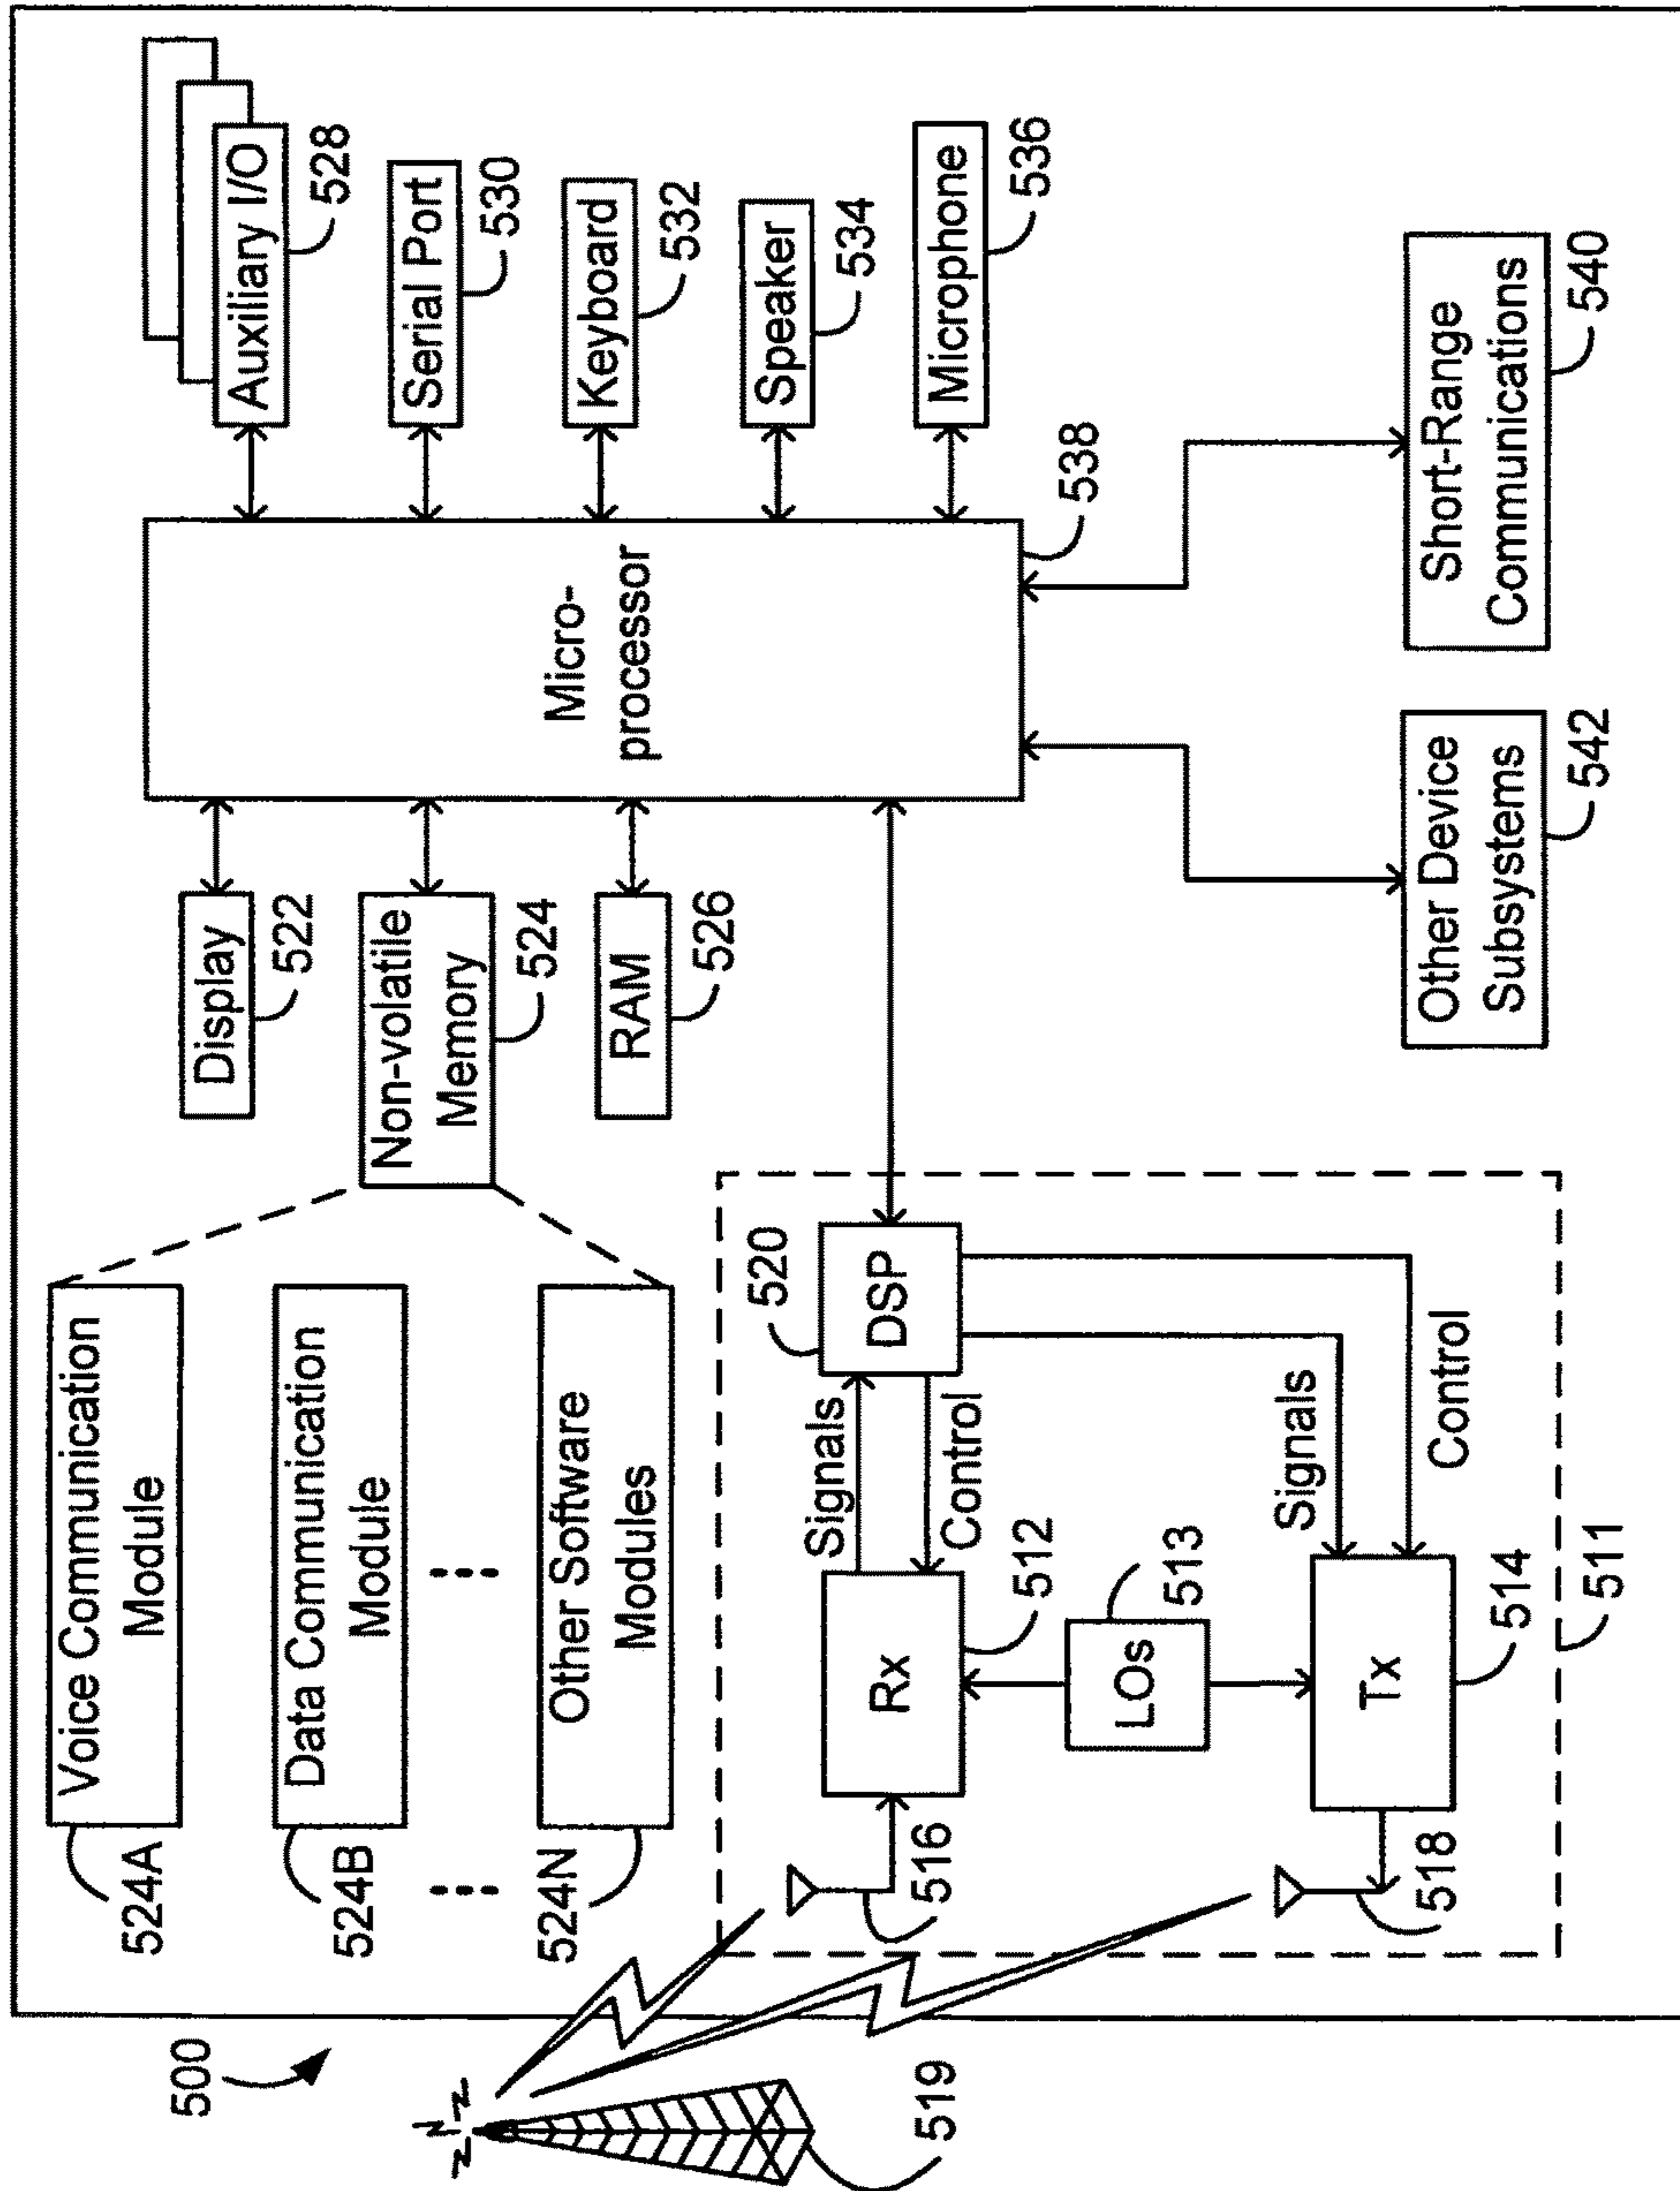 500
519
Voice Communication
Module
524A
Data Communication
Module
524B
Other Software
Modules
524N
Display
522
Non-volatile
Memory
524
RAM
526
Micro-
processor
538
Auxiliary I/O
528
Serial Port
530
Keyboard
532
Speaker
534
Microphone
536
Short-Range
Communications
540
Other Device
Subsystems
542
DSP
520
Signals
Control
Rx
512
LOs
513
Signals
Control
Tx
514
516
518
511